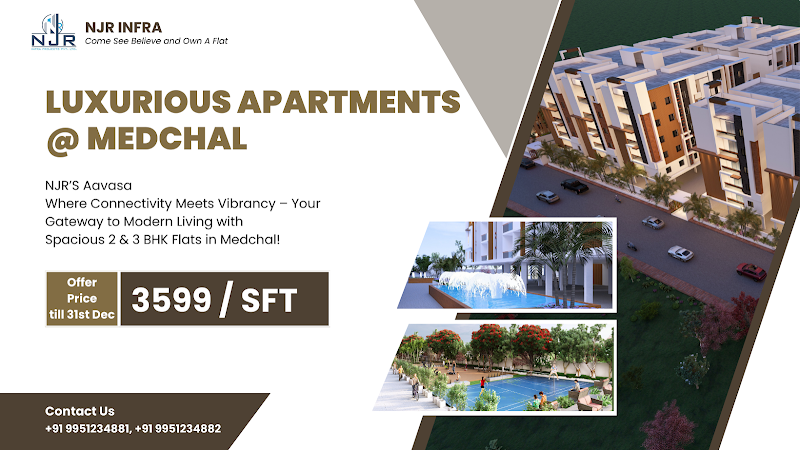 NJR
NJR INFRA
Come See Believe and Own A Flat
LUXURIOUS APARTMENTS
@ MEDCHAL
NJR'S Aavasa
Where Connectivity Meets Vibrancy – Your
Gateway to Modern Living with
Spacious 2 & 3 BHK Flats in Medchal!
Offer
Price
till 31st Dec
3599 / SFT
Contact Us
+91 9951234881, +91 9951234882